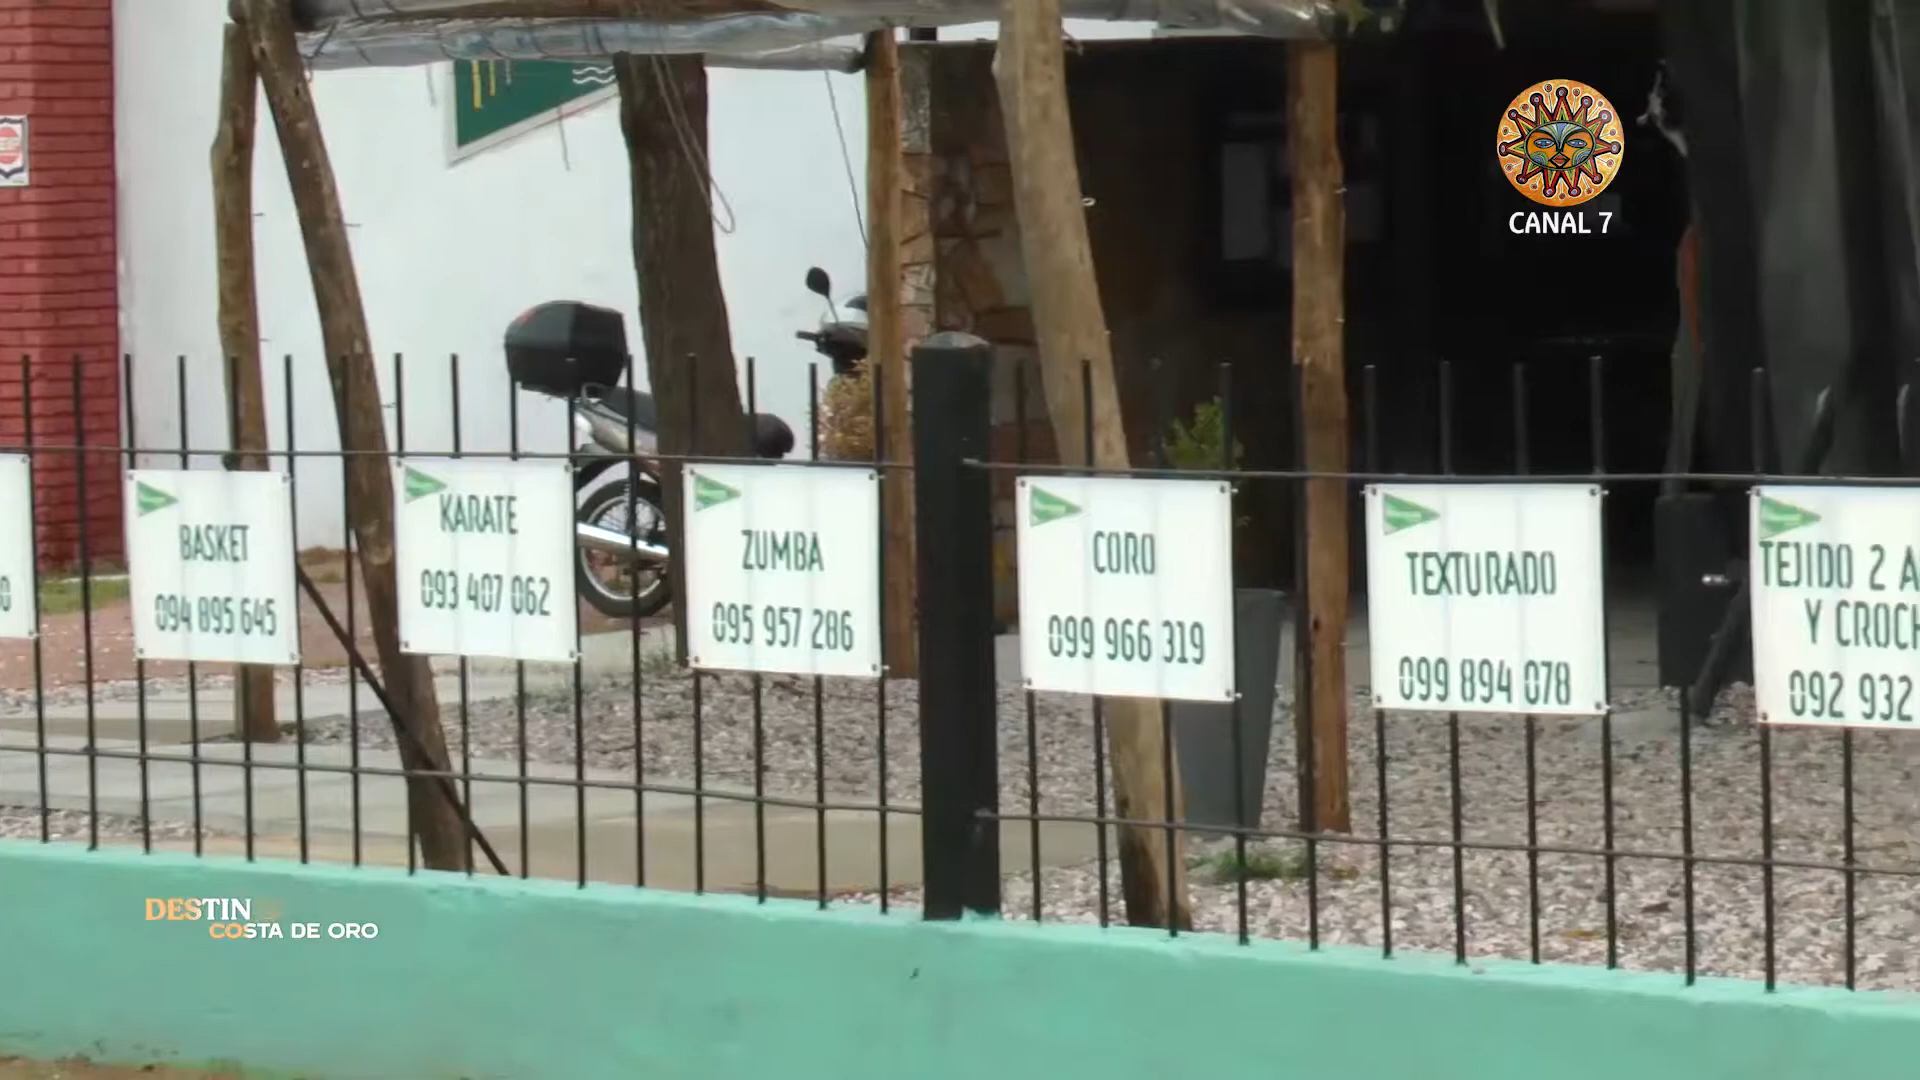 CANAL 7
BASKET
094 895 645
KARATE
093 407 062
ZUMBA
095 957 286
CORO
099 966 319
TEXTURADO
099 894 078
TEJIDO 2 A
Y CROCH
092 932
DESTIN
COSTA DE ORO